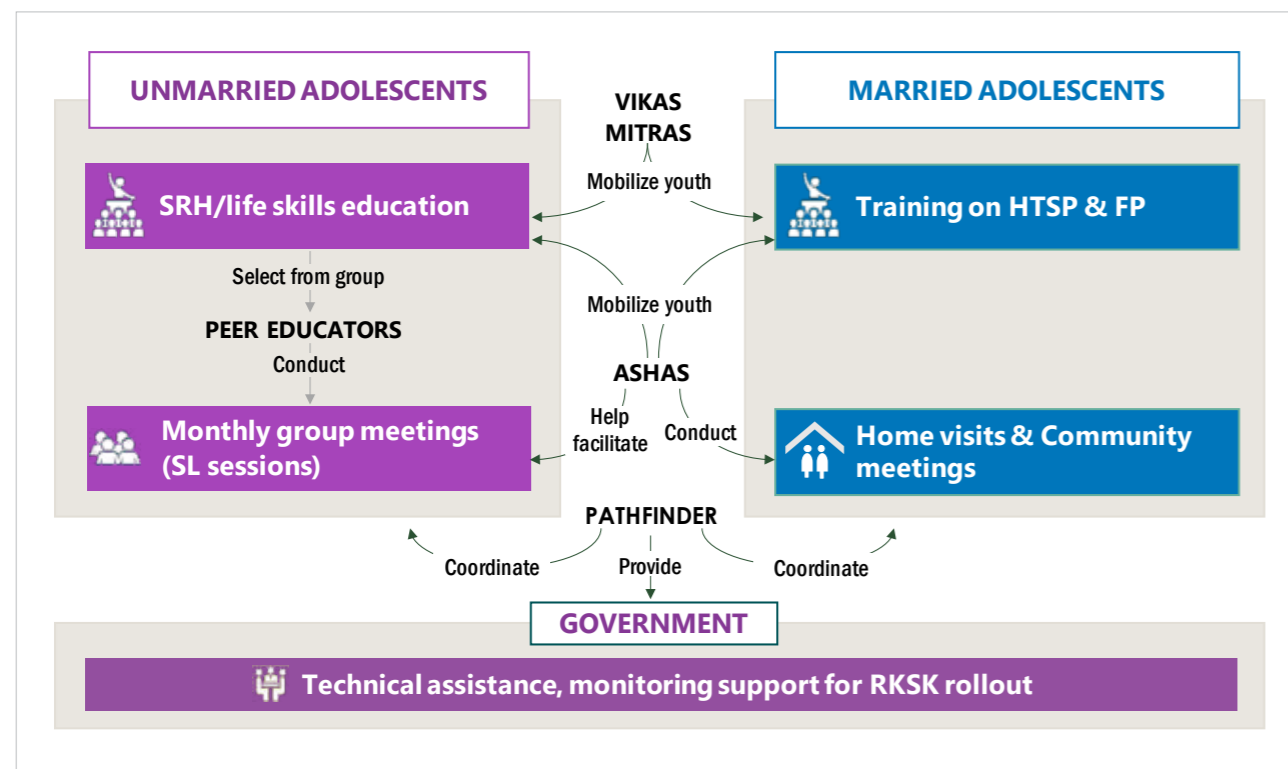 UNMARRIED ADOLESCENTS
MARRIED ADOLESCENTS
VIKAS
MITRAS
Mobilize youth
SRH/life skills education
Training on HTSP & FP
Select from group
Mobilize youth
PEER EDUCATORS
Conduct
ASHAS
Help
facilitate
Conduct
Monthly group meetings
(SL sessions)
Home visits & Community
meetings
PATHFINDER
Coordinate
Provide
Coordinate
GOVERNMENT
Technical assistance, monitoring support for RKSK rollout